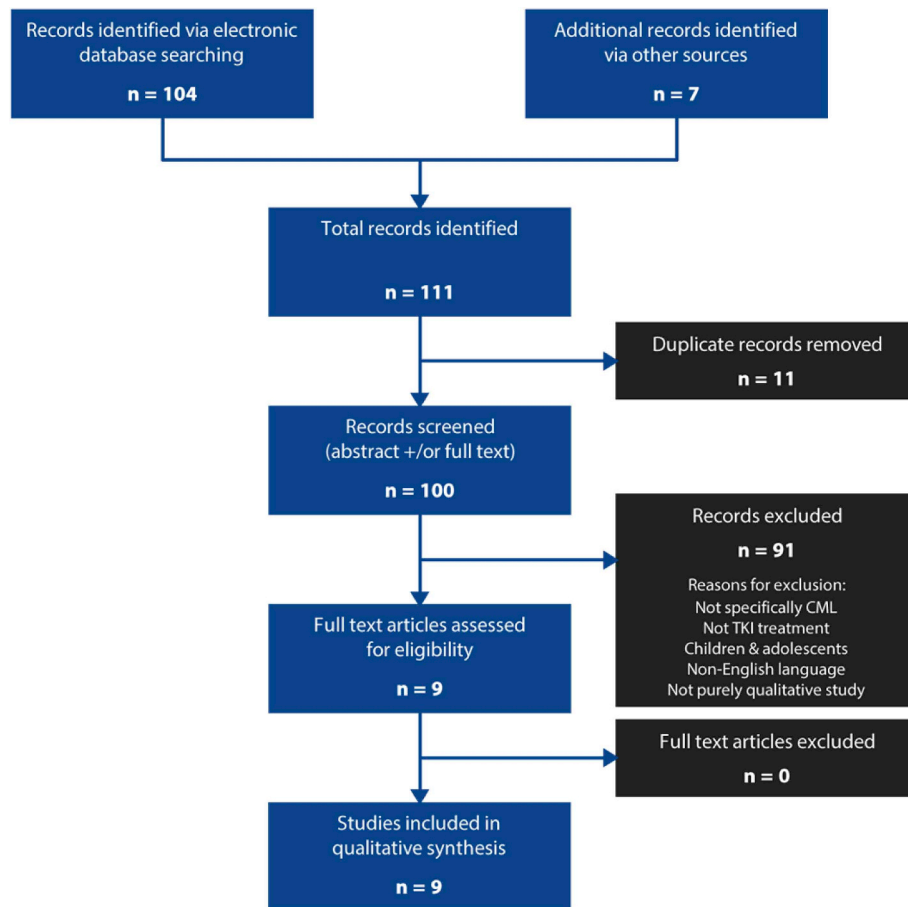 Records identified via electronic
database searching
n = 104
Additional records identified
via other sources
n = 7
Total records identified
n = 111
Duplicate records removed
n = 11
Records screened
(abstract +/or full text)
n = 100
Records excluded
n = 91
Reasons for exclusion:
Not specifically CML
Not TKI treatment
Children & adolescents
Non-English language
Not purely qualitative study
Full text articles assessed
for eligibility
n = 9
Full text articles excluded
n = 0
Studies included in
qualitative synthesis
n = 9